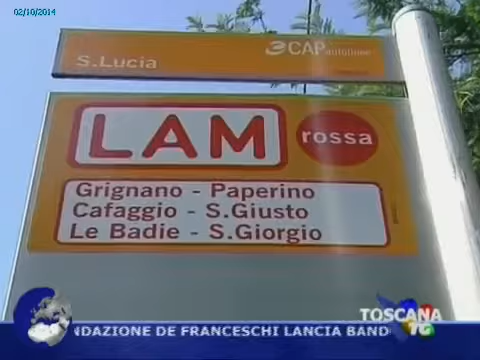 02/10/2014
S.Lucia
CAP autolinee
LAM
rossa
Grignano - Paperino
Cafaggio - S.Giusto
Le Badie - S.Giorgio
TOSCANA
TG
NDAZIONE DE FRANCESCHI LANCIA BAND